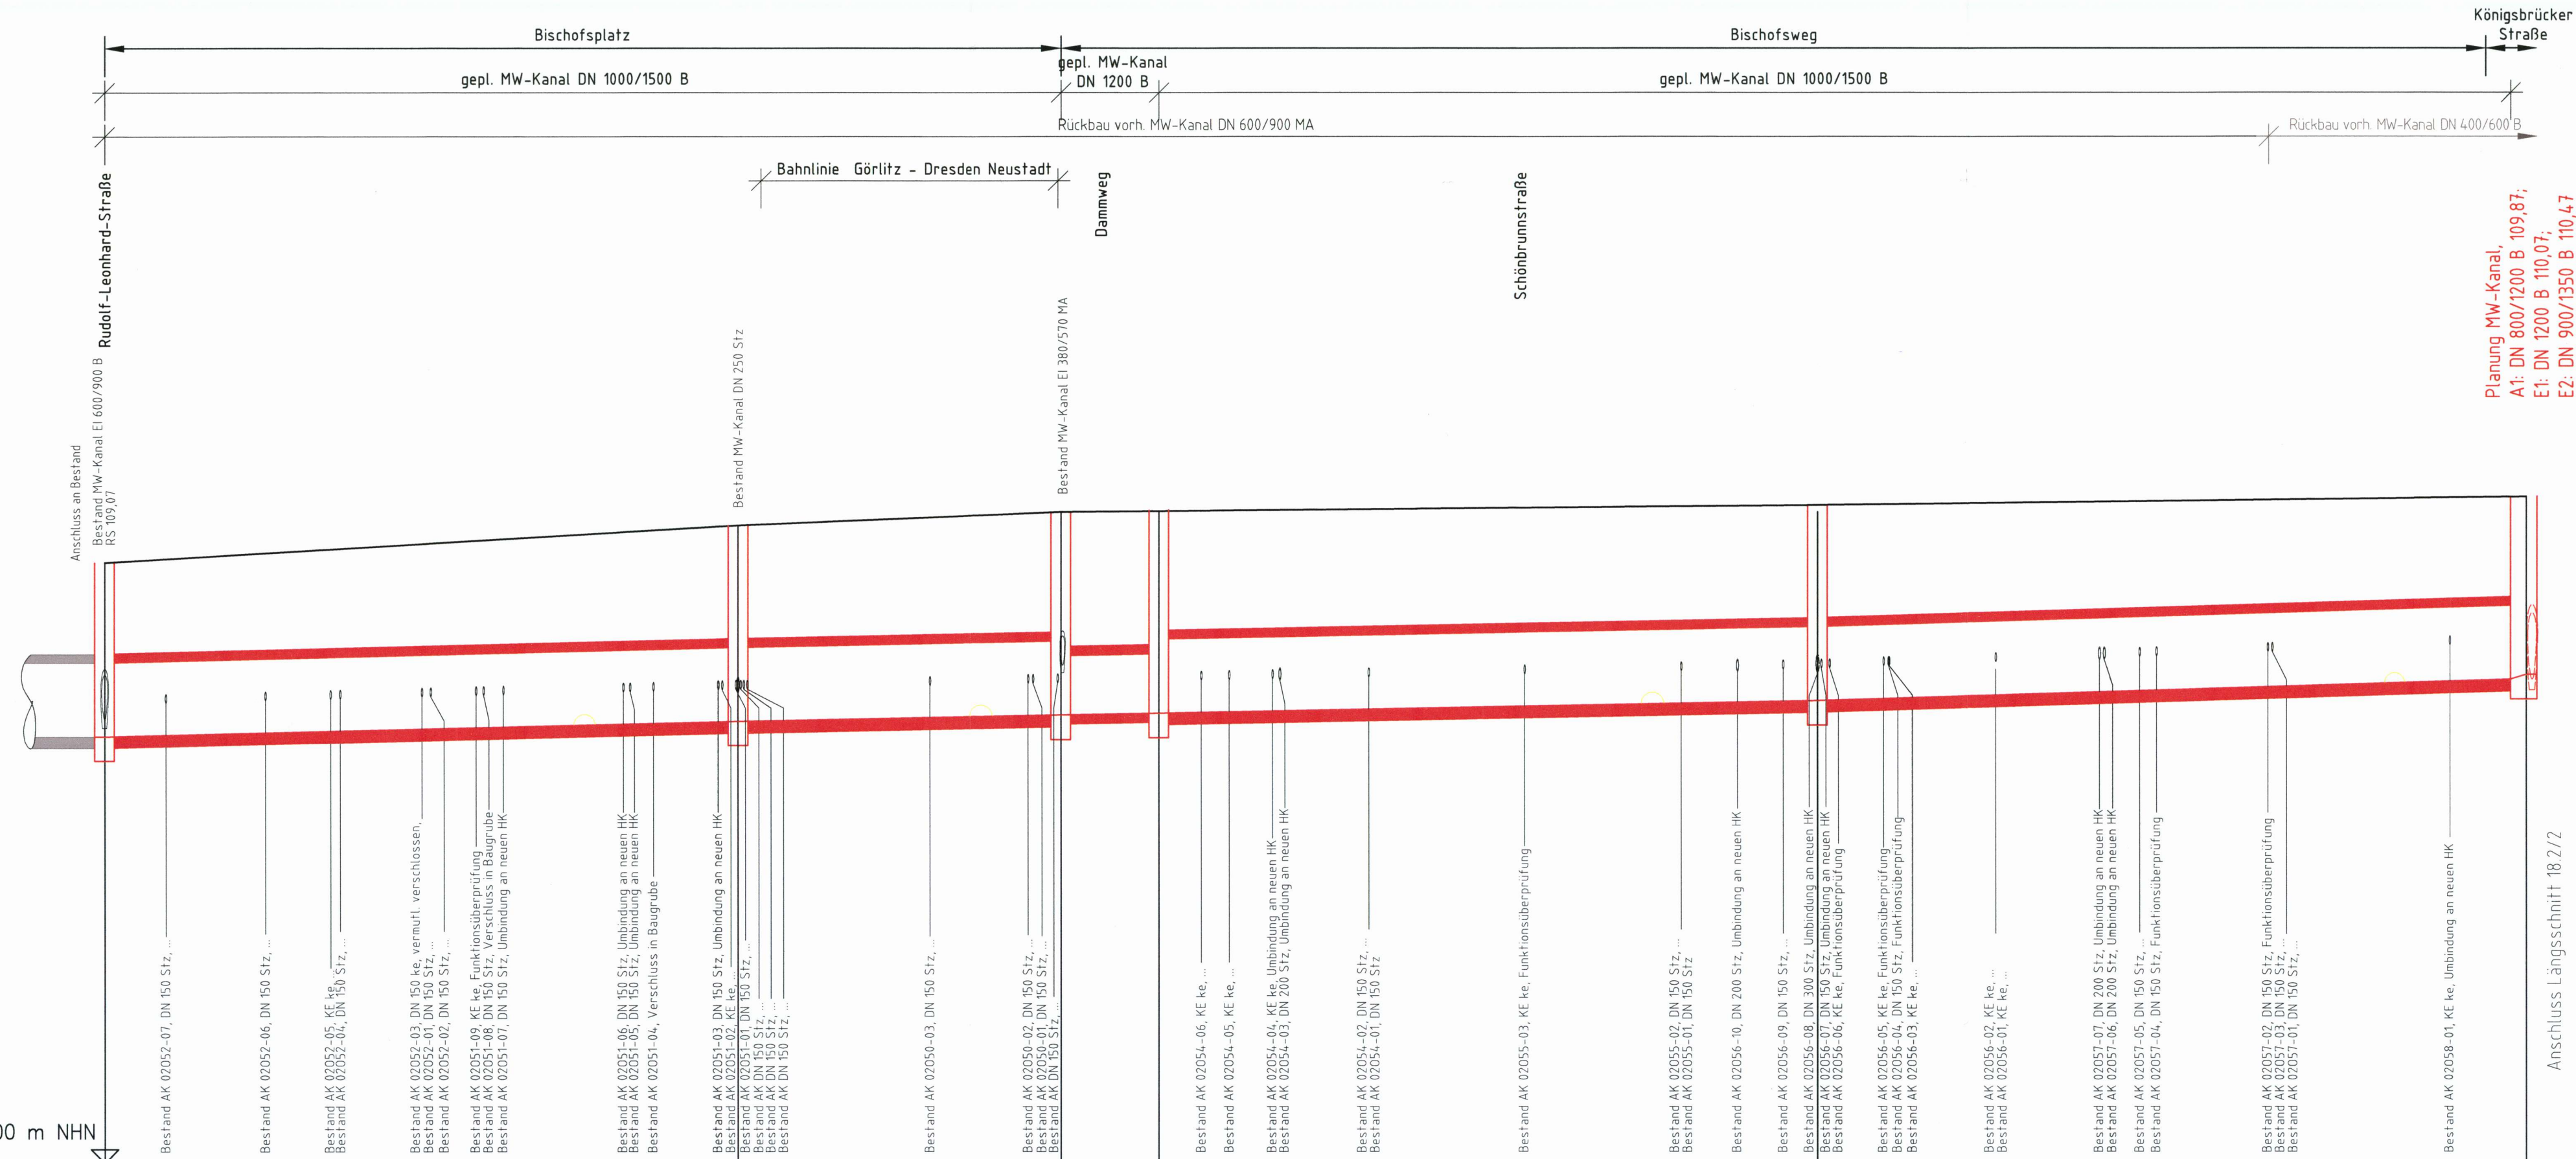 Königsbrücker
Straße
Bischofsplatz
Bischofsweg
gepl. MW-Kanal DN 1000/1500 B
gepl. MW-Kanal
DN 1200 B
gepl. MW-Kanal DN 1000/1500 B
Rückbau vorh. MW-Kanal DN 600/900 MA
Rückbau vorh. MW-Kanal DN 400/600 B
Bahnlinie Görlitz - Dresden Neustadt
Rudolf-Leonhard-Straße
Dammweg
Schönbrunnstraße
Planung MW-Kanal,
A1: DN 800/1200 B 109,87;
E1: DN 1200 B 110,07;
E2: DN 900/1350 B 110,47
Anschluss an Bestand
Bestand MW-Kanal EI 600/900 B
RS 109,07
Bestand MW-Kanal DN 250 Stz
Bestand MW-Kanal EI 380/570 MA
Bestand AK 02052-07, DN 150 Stz, ...
Bestand AK 02052-06, DN 150 Stz, ...
Bestand AK 02052-05, KE ke, ...
Bestand AK 02052-04, DN 150 Stz, ...
Bestand AK 02052-03, DN 150 ke, vermutl. verschlossen,
Bestand AK 02052-01, DN 150 Stz, ...
Bestand AK 02052-02, DN 150 Stz, ...
Bestand AK 02051-09, KE ke, Funktionsüberprüfung
Bestand AK 02051-08, DN 150 Stz, Verschluss in Baugrube
Bestand AK 02051-07, DN 150 Stz, Umbindung an neuen HK
Bestand AK 02051-06, DN 150 Stz, Umbindung an neuen HK
Bestand AK 02051-05, DN 150 Stz, Umbindung an neuen HK
Bestand AK 02051-04, Verschluss in Baugrube
Bestand AK 02051-03, DN 150 Stz, Umbindung an neuen HK
Bestand AK 02051-02, KE ke, ...
Bestand AK 02051-01, DN 150 Stz, ...
Bestand AK DN 150 Stz, ...
Bestand AK DN 150 Stz, ...
Bestand AK DN 150 Stz, ...
Bestand AK 02050-03, DN 150 Stz, ...
Bestand AK 02050-02, DN 150 Stz, ...
Bestand AK 02050-01, DN 150 Stz, ...
Bestand AK DN 150 Stz, ...
Bestand AK 02054-06, KE ke, ...
Bestand AK 02054-05, KE ke, ...
Bestand AK 02054-04, KE ke, Umbindung an neuen HK
Bestand AK 02054-03, DN 200 Stz, Umbindung an neuen HK
Bestand AK 02054-02, DN 150 Stz, ...
Bestand AK 02054-01, DN 150 Stz
Bestand AK 02055-03, KE ke, Funktionsüberprüfung
Bestand AK 02055-02, DN 150 Stz, ...
Bestand AK 02055-01, DN 150 Stz
Bestand AK 02056-10, DN 200 Stz, Umbindung an neuen HK
Bestand AK 02056-09, DN 150 Stz, ...
Bestand AK 02056-08, DN 300 Stz, Umbindung an neuen HK
Bestand AK 02056-07, DN 150 Stz, Umbindung an neuen HK
Bestand AK 02056-06, KE ke, Funktionsüberprüfung
Bestand AK 02056-05, KE ke, Funktionsüberprüfung
Bestand AK 02056-04, DN 150 Stz, Funktionsüberprüfung
Bestand AK 02056-03, KE ke, ...
Bestand AK 02056-02, KE ke, ...
Bestand AK 02056-01, KE ke, ...
Bestand AK 02057-07, DN 200 Stz, Umbindung an neuen HK
Bestand AK 02057-06, DN 200 Stz, Umbindung an neuen HK
Bestand AK 02057-05, DN 150 Stz, ...
Bestand AK 02057-04, DN 150 Stz, Funktionsüberprüfung
Bestand AK 02057-02, DN 150 Stz, Funktionsüberprüfung
Bestand AK 02057-03, DN 150 Stz, ...
Bestand AK 02057-01, DN 150 Stz, ...
Bestand AK 02058-01, KE ke, Umbindung an neuen HK
Anschluss Längsschnitt 18.2/2
00 m NHN